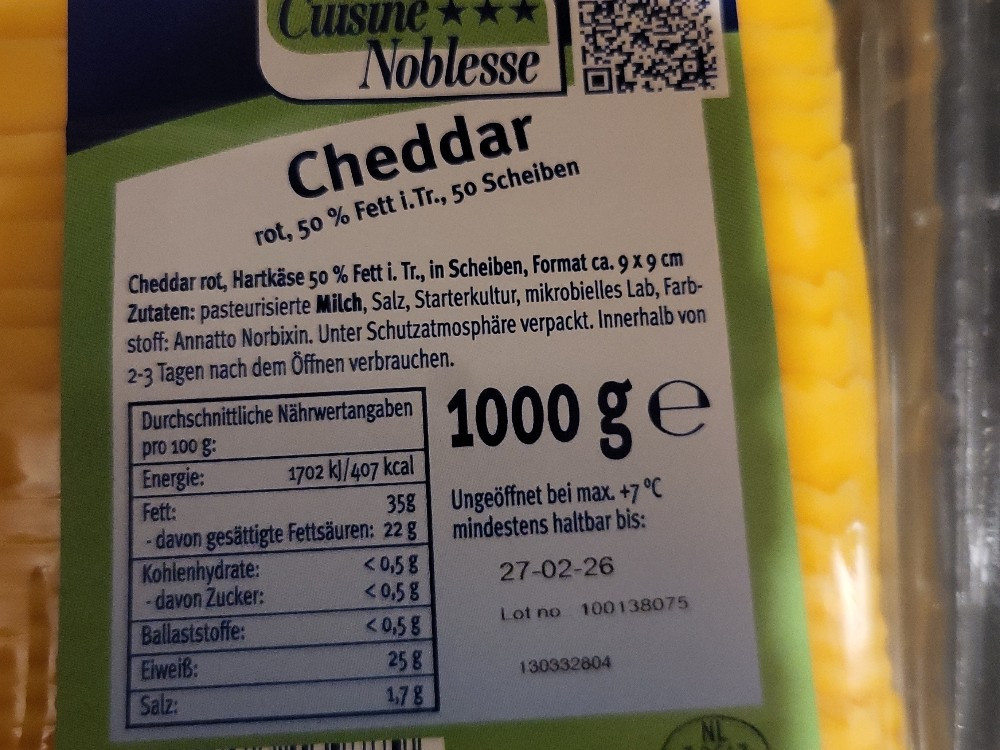 Cuisine ★★★
Noblesse
Cheddar
rot, 50 % Fett i.Tr., 50 Scheiben
Cheddar rot, Hartkäse 50 % Fett i. Tr., in Scheiben, Format ca. 9 x 9 cm
Zutaten: pasteurisierte Milch, Salz, Starterkultur, mikrobielles Lab, Farb-
stoff: Annatto Norbixin. Unter Schutzatmosphäre verpackt. Innerhalb von
2-3 Tagen nach dem Öffnen verbrauchen.
Durchschnittliche Nährwertangaben
pro 100 g:
Energie: 1702 kJ/407 kcal
Fett: 35g
- davon gesättigte Fettsäuren: 22 g
Kohlenhydrate: < 0,5 g
- davon Zucker: < 0,5 g
Ballaststoffe: < 0,5 g
Eiweiß: 25 g
Salz: 1,7 g
1000 g e
Ungeöffnet bei max. +7 °C
mindestens haltbar bis:
27-02-26
Lot no 100138075
130332804
NL